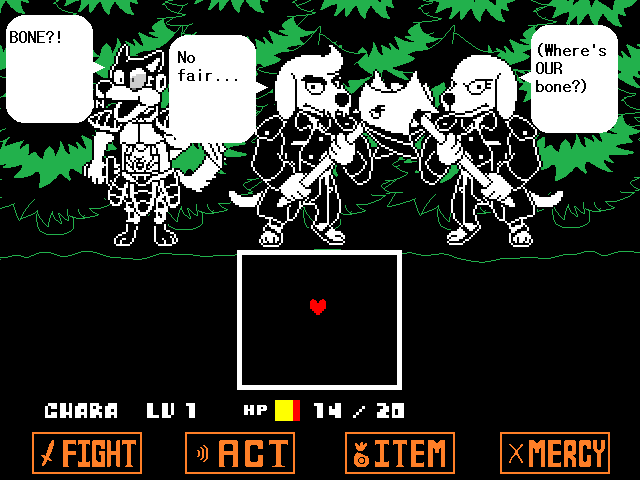 BONE?!
No
fair...
(Where's
OUR
bone?)
CHARA LV 1 HP 14 / 20
FIGHT ACT ITEM MERCY